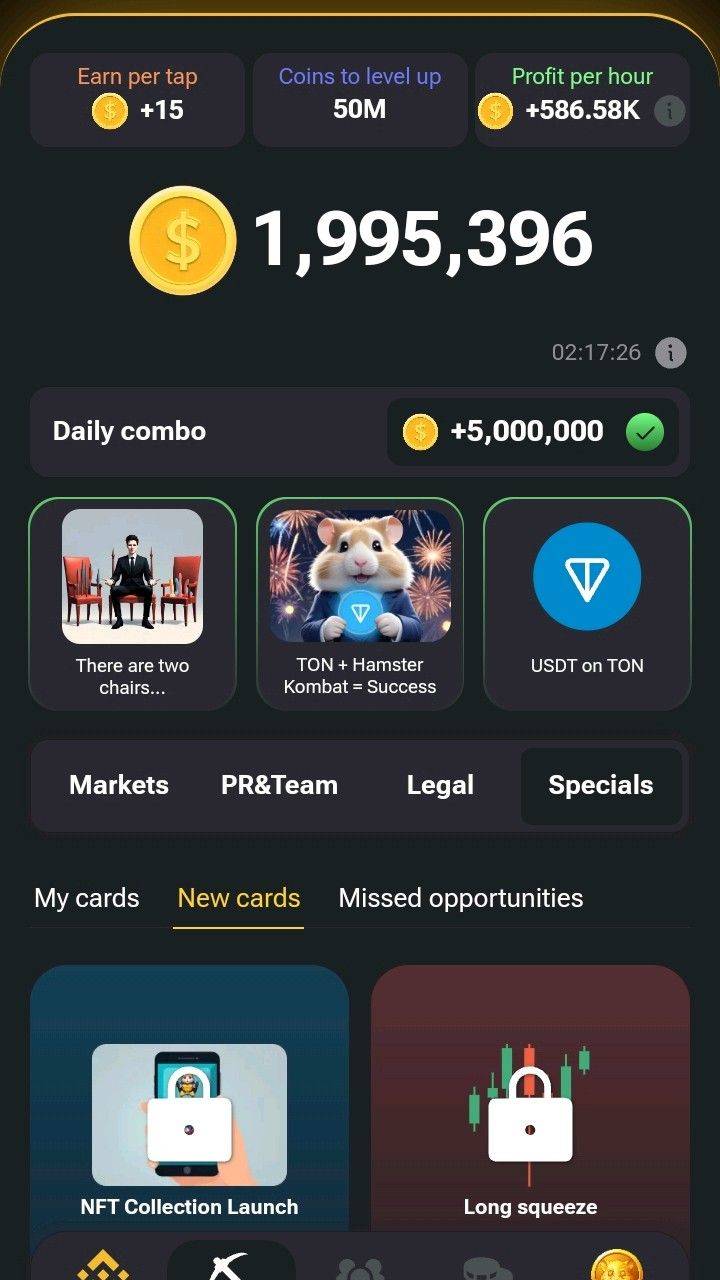 Earn per tap
+15
Coins to level up
50M
Profit per hour
+586.58K
1,995,396
02:17:26
Daily combo
+5,000,000
There are two
chairs...
TON + Hamster
Kombat = Success
USDT on TON
Markets
PR&Team
Legal
Specials
My cards
New cards
Missed opportunities
NFT Collection Launch
Long squeeze